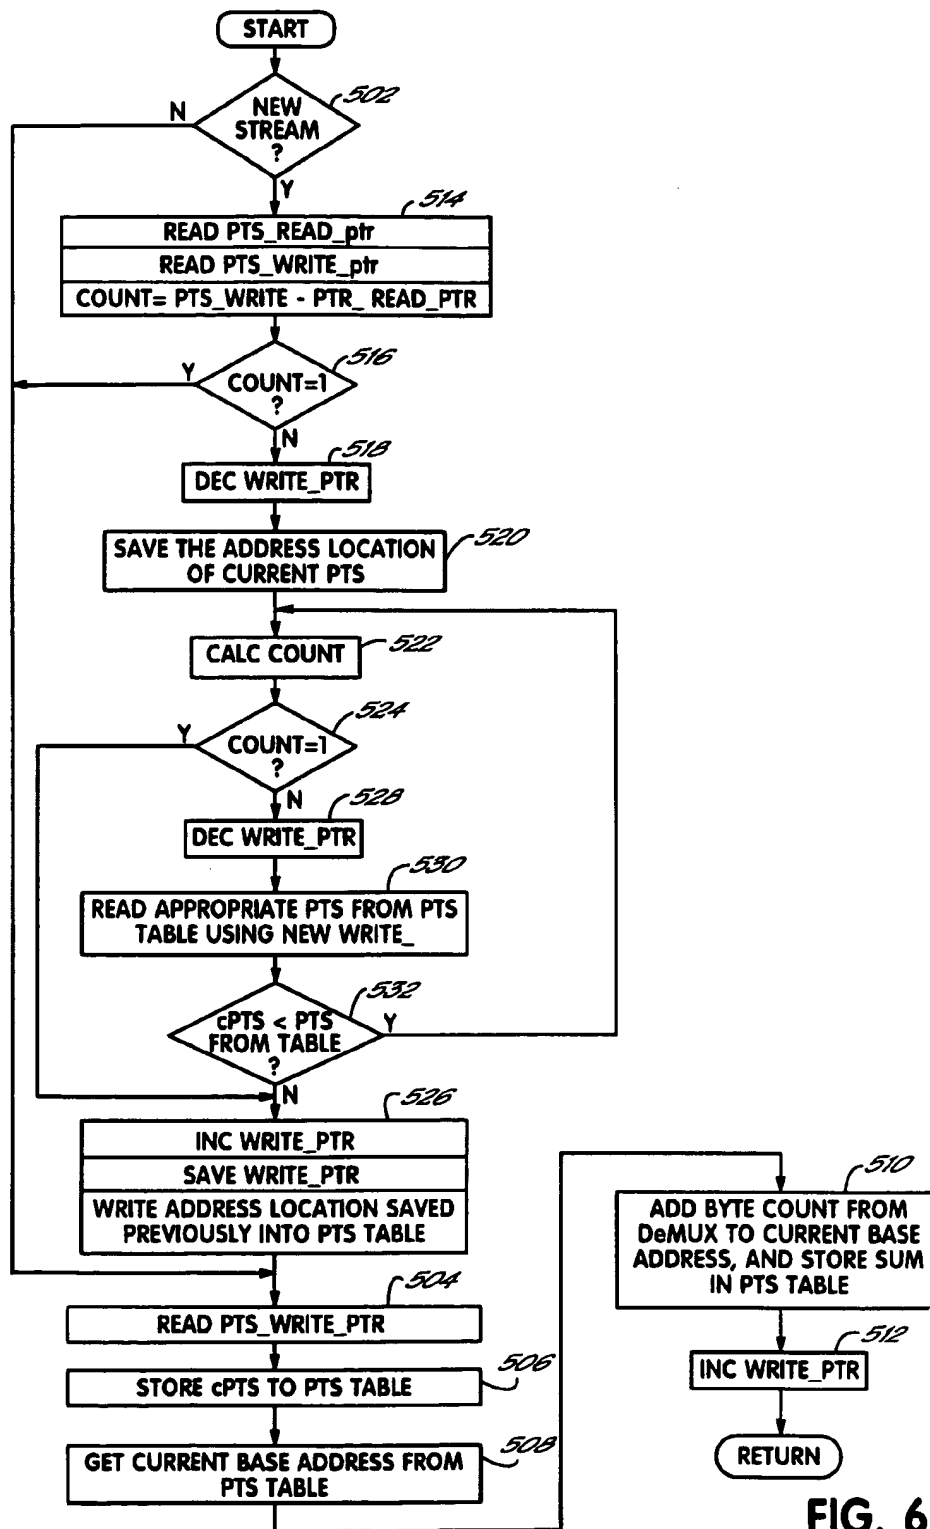 START
502
N
NEW
STREAM
?
Y
514
READ PTS_READ_ptr
READ PTS_WRITE_ptr
COUNT= PTS_WRITE - PTR_ READ_PTR
516
Y
COUNT=1
?
N
518
DEC WRITE_PTR
520
SAVE THE ADDRESS LOCATION
OF CURRENT PTS
522
CALC COUNT
524
Y
COUNT=1
?
N
528
DEC WRITE_PTR
530
READ APPROPRIATE PTS FROM PTS
TABLE USING NEW WRITE_
532
cPTS < PTS
FROM TABLE
?
Y
N
526
INC WRITE_PTR
SAVE WRITE_PTR
WRITE ADDRESS LOCATION SAVED
PREVIOUSLY INTO PTS TABLE
504
READ PTS_WRITE_PTR
506
STORE cPTS TO PTS TABLE
508
GET CURRENT BASE ADDRESS FROM
PTS TABLE
510
ADD BYTE COUNT FROM
DeMUX TO CURRENT BASE
ADDRESS, AND STORE SUM
IN PTS TABLE
512
INC WRITE_PTR
RETURN
FIG. 6